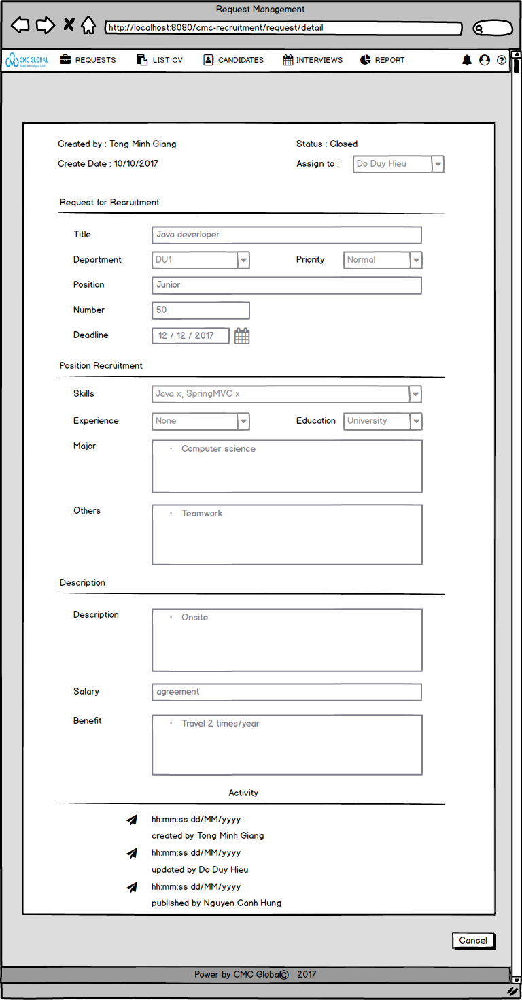 Request Management
http://localhost:8080/cmc-recruitment/request/detail
CMC GLOBAL REQUESTS LIST CV CANDIDATES INTERVIEWS REPORT
Created by : Tong Minh Giang Status : Closed
Create Date : 10/10/2017 Assign to : Do Duy Hieu
Request for Recruitment
Title Java deverloper
Department DU1 Priority Normal
Position Junior
Number 50
Deadline 12 / 12 / 2017
Position Recruitment
Skills Java x, SpringMVC x
Experience None Education University
Major · Computer science
Others · Teamwork
Description
Description · Onsite
Salary agreement
Benefit · Travel 2 times/year
Activity
hh:mm:ss dd/MM/yyyy
created by Tong Minh Giang
hh:mm:ss dd/MM/yyyy
updated by Do Duy Hieu
hh:mm:ss dd/MM/yyyy
published by Nguyen Canh Hung
Cancel
Power by CMC Global© 2017